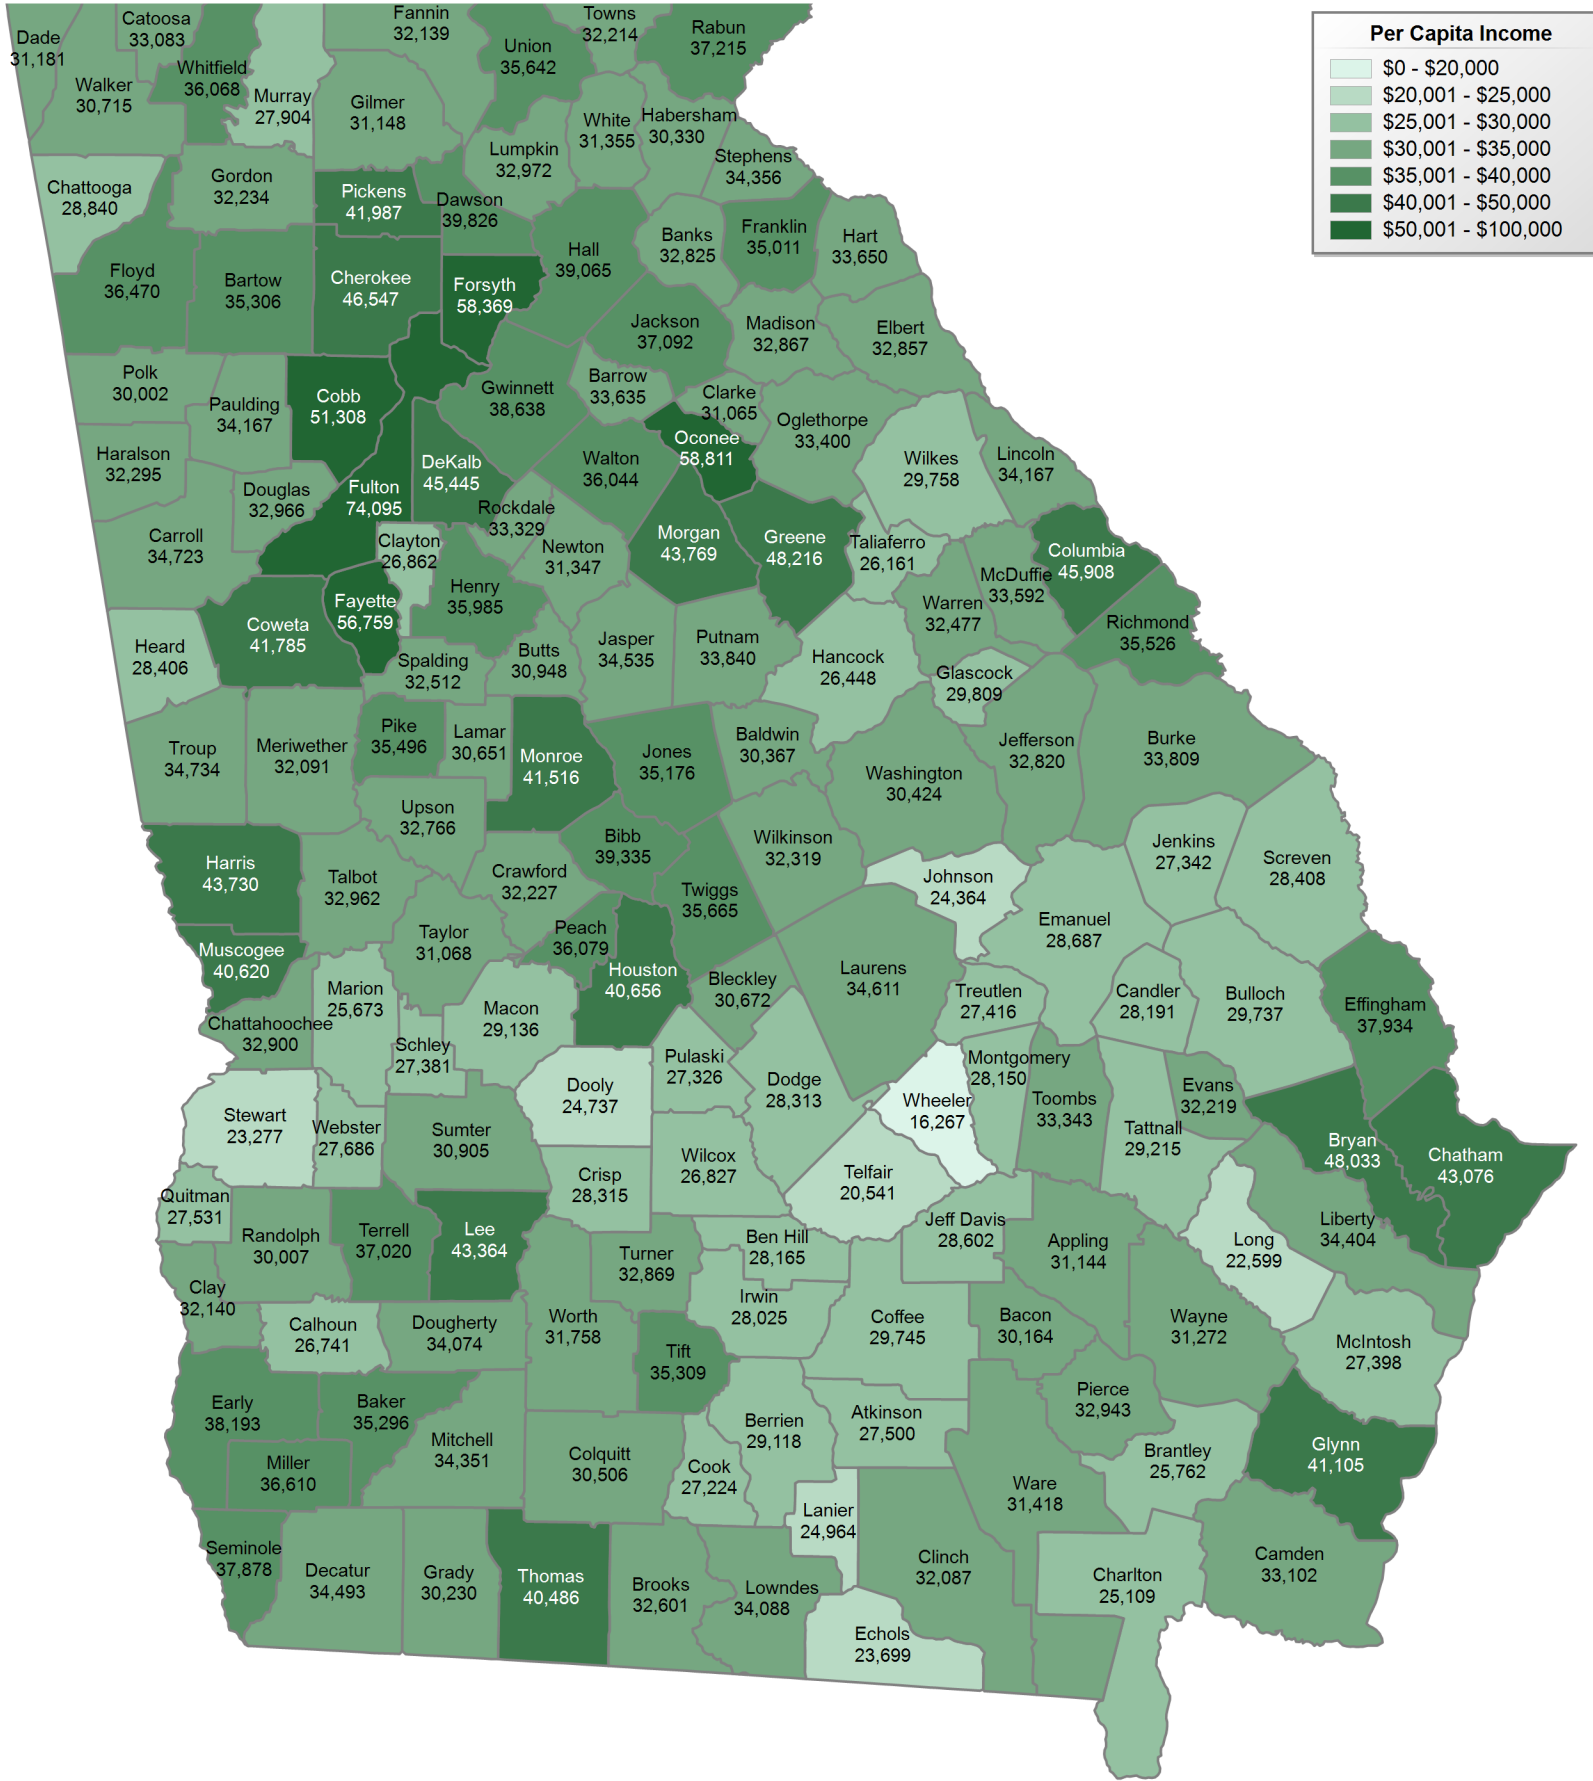 Per Capita Income
$0 - $20,000
$20,001 - $25,000
$25,001 - $30,000
$30,001 - $35,000
$35,001 - $40,000
$40,001 - $50,000
$50,001 - $100,000
Dade
31,181
Catoosa
33,083
Walker
30,715
Whitfield
36,068
Murray
27,904
Fannin
32,139
Gilmer
31,148
Union
35,642
Towns
32,214
Rabun
37,215
White
31,355
Habersham
30,330
Lumpkin
32,972
Stephens
34,356
Chattooga
28,840
Gordon
32,234
Pickens
41,987
Dawson
39,826
Hall
39,065
Banks
32,825
Franklin
35,011
Hart
33,650
Floyd
36,470
Bartow
35,306
Cherokee
46,547
Forsyth
58,369
Jackson
37,092
Madison
32,867
Elbert
32,857
Polk
30,002
Paulding
34,167
Cobb
51,308
Gwinnett
38,638
Barrow
33,635
Clarke
31,065
Oglethorpe
33,400
Oconee
58,811
Wilkes
29,758
Lincoln
34,167
Haralson
32,295
Douglas
32,966
Fulton
74,095
DeKalb
45,445
Rockdale
33,329
Walton
36,044
Newton
31,347
Morgan
43,769
Greene
48,216
Taliaferro
26,161
McDuffie
33,592
Columbia
45,908
Carroll
34,723
Clayton
26,862
Henry
35,985
Fayette
56,759
Warren
32,477
Richmond
35,526
Heard
28,406
Coweta
41,785
Spalding
32,512
Butts
30,948
Jasper
34,535
Putnam
33,840
Hancock
26,448
Glascock
29,809
Troup
34,734
Meriwether
32,091
Pike
35,496
Lamar
30,651
Monroe
41,516
Jones
35,176
Baldwin
30,367
Washington
30,424
Jefferson
32,820
Burke
33,809
Upson
32,766
Bibb
39,335
Wilkinson
32,319
Johnson
24,364
Jenkins
27,342
Screven
28,408
Harris
43,730
Talbot
32,962
Crawford
32,227
Twiggs
35,665
Emanuel
28,687
Muscogee
40,620
Taylor
31,068
Peach
36,079
Houston
40,656
Bleckley
30,672
Laurens
34,611
Treutlen
27,416
Candler
28,191
Bulloch
29,737
Effingham
37,934
Chattahoochee
32,900
Marion
25,673
Schley
27,381
Macon
29,136
Pulaski
27,326
Dodge
28,313
Wheeler
16,267
Montgomery
28,150
Toombs
33,343
Evans
32,219
Tattnall
29,215
Bryan
48,033
Chatham
43,076
Stewart
23,277
Webster
27,686
Sumter
30,905
Dooly
24,737
Crisp
28,315
Wilcox
26,827
Telfair
20,541
Quitman
27,531
Randolph
30,007
Terrell
37,020
Lee
43,364
Turner
32,869
Ben Hill
28,165
Jeff Davis
28,602
Appling
31,144
Long
22,599
Liberty
34,404
Clay
32,140
Calhoun
26,741
Dougherty
34,074
Worth
31,758
Tift
35,309
Irwin
28,025
Coffee
29,745
Bacon
30,164
Wayne
31,272
McIntosh
27,398
Early
38,193
Baker
35,296
Miller
36,610
Mitchell
34,351
Colquitt
30,506
Cook
27,224
Berrien
29,118
Atkinson
27,500
Pierce
32,943
Brantley
25,762
Glynn
41,105
Seminole
37,878
Decatur
34,493
Grady
30,230
Thomas
40,486
Brooks
32,601
Lowndes
34,088
Lanier
24,964
Echols
23,699
Clinch
32,087
Ware
31,418
Charlton
25,109
Camden
33,102